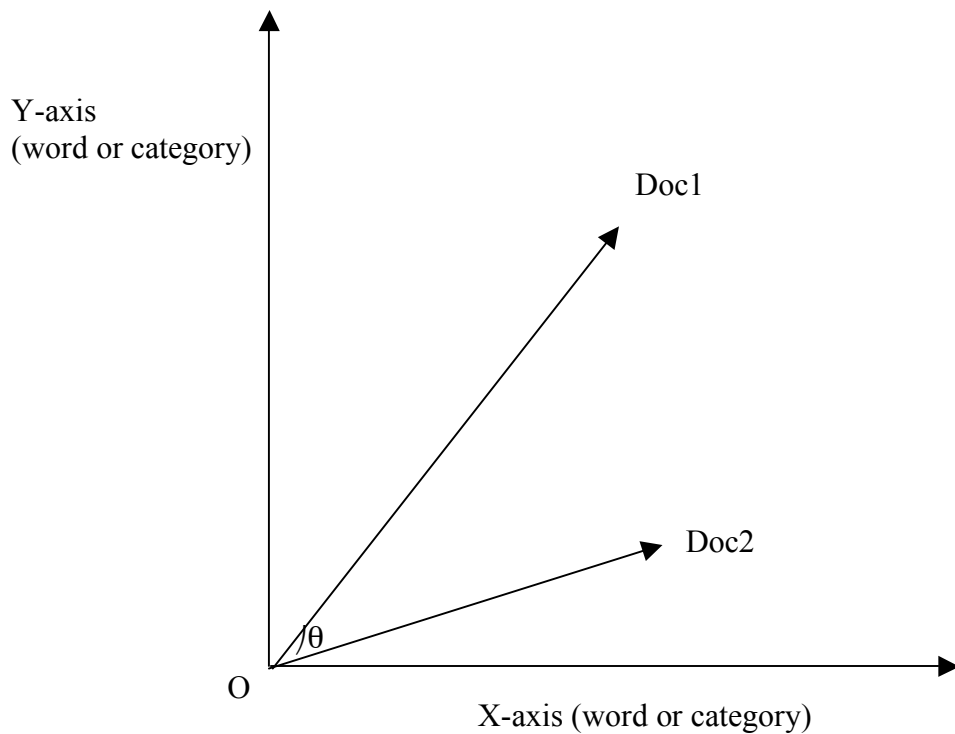 Y-axis
(word or category)
Doc1
Doc2
θ
O
X-axis (word or category)